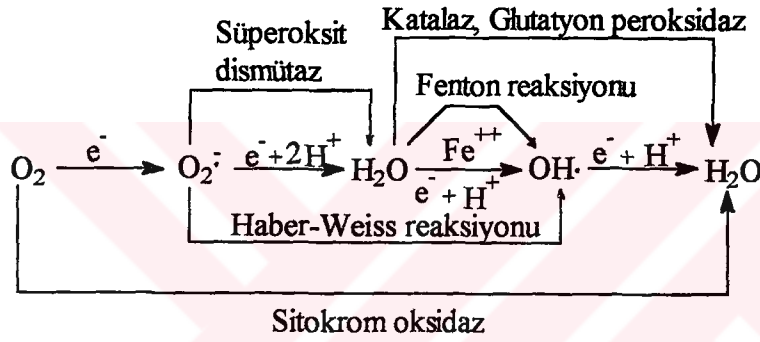 Süperoksit
dismütaz
Katalaz, Glutatyon peroksidaz
Fenton reaksiyonu
O₂ e⁻ O₂⁻̇ e⁻+2H⁺ H₂O Fe⁺⁺ e⁻ + H⁺ OH· e⁻ + H⁺ H₂O
Haber-Weiss reaksiyonu
Sitokrom oksidaz